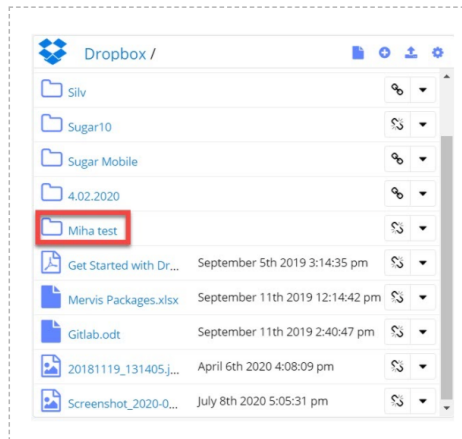 Dropbox /
Silv
Sugar10
Sugar Mobile
4.02.2020
Miha test
Get Started with Dr... September 5th 2019 3:14:35 pm
Mervis Packages.xlsx September 11th 2019 12:14:42 pm
Gitlab.odt September 11th 2019 2:40:47 pm
20181119_131405.j... April 6th 2020 4:08:09 pm
Screenshot_2020-0... July 8th 2020 5:05:31 pm